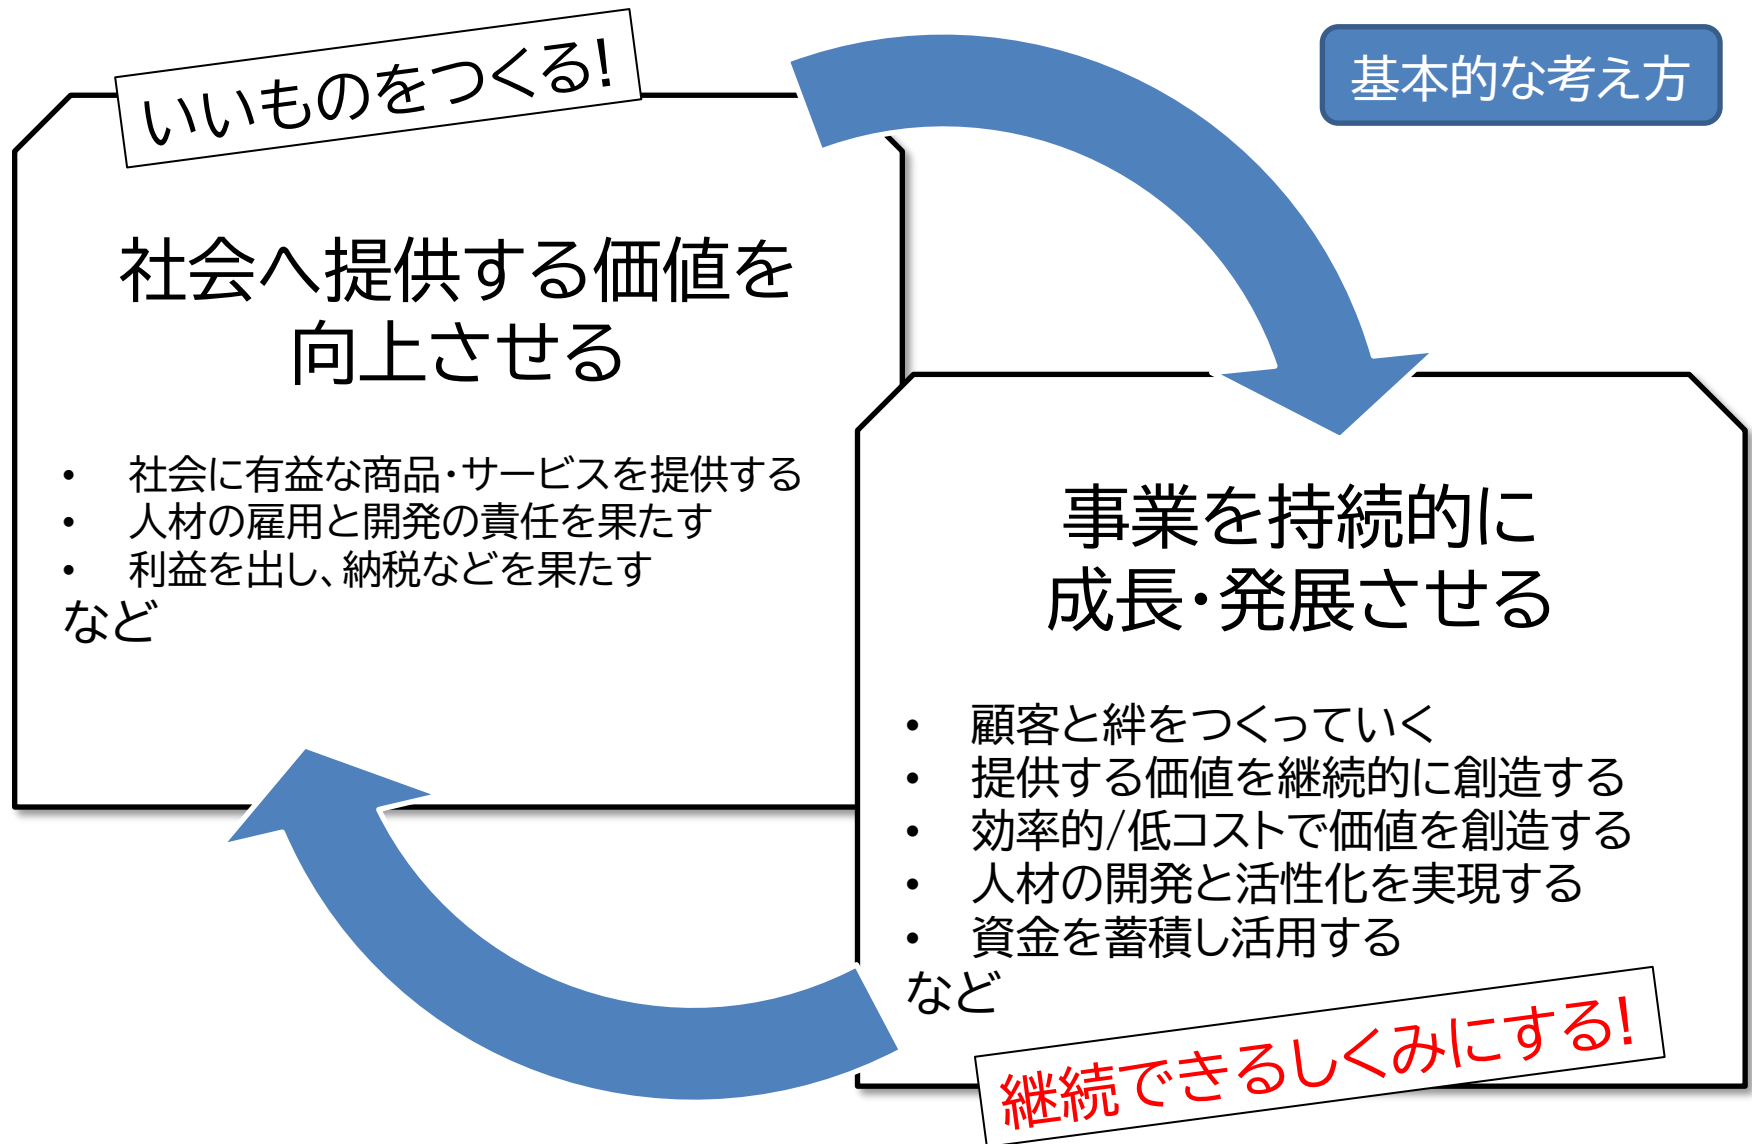 基本的な考え方
いいものをつくる!
社会へ提供する価値を
向上させる
• 社会に有益な商品・サービスを提供する
• 人材の雇用と開発の責任を果たす
• 利益を出し、納税などを果たす
など
事業を持続的に
成長・発展させる
• 顧客と絆をつくっていく
• 提供する価値を継続的に創造する
• 効率的/低コストで価値を創造する
• 人材の開発と活性化を実現する
• 資金を蓄積し活用する
など
継続できるしくみにする!